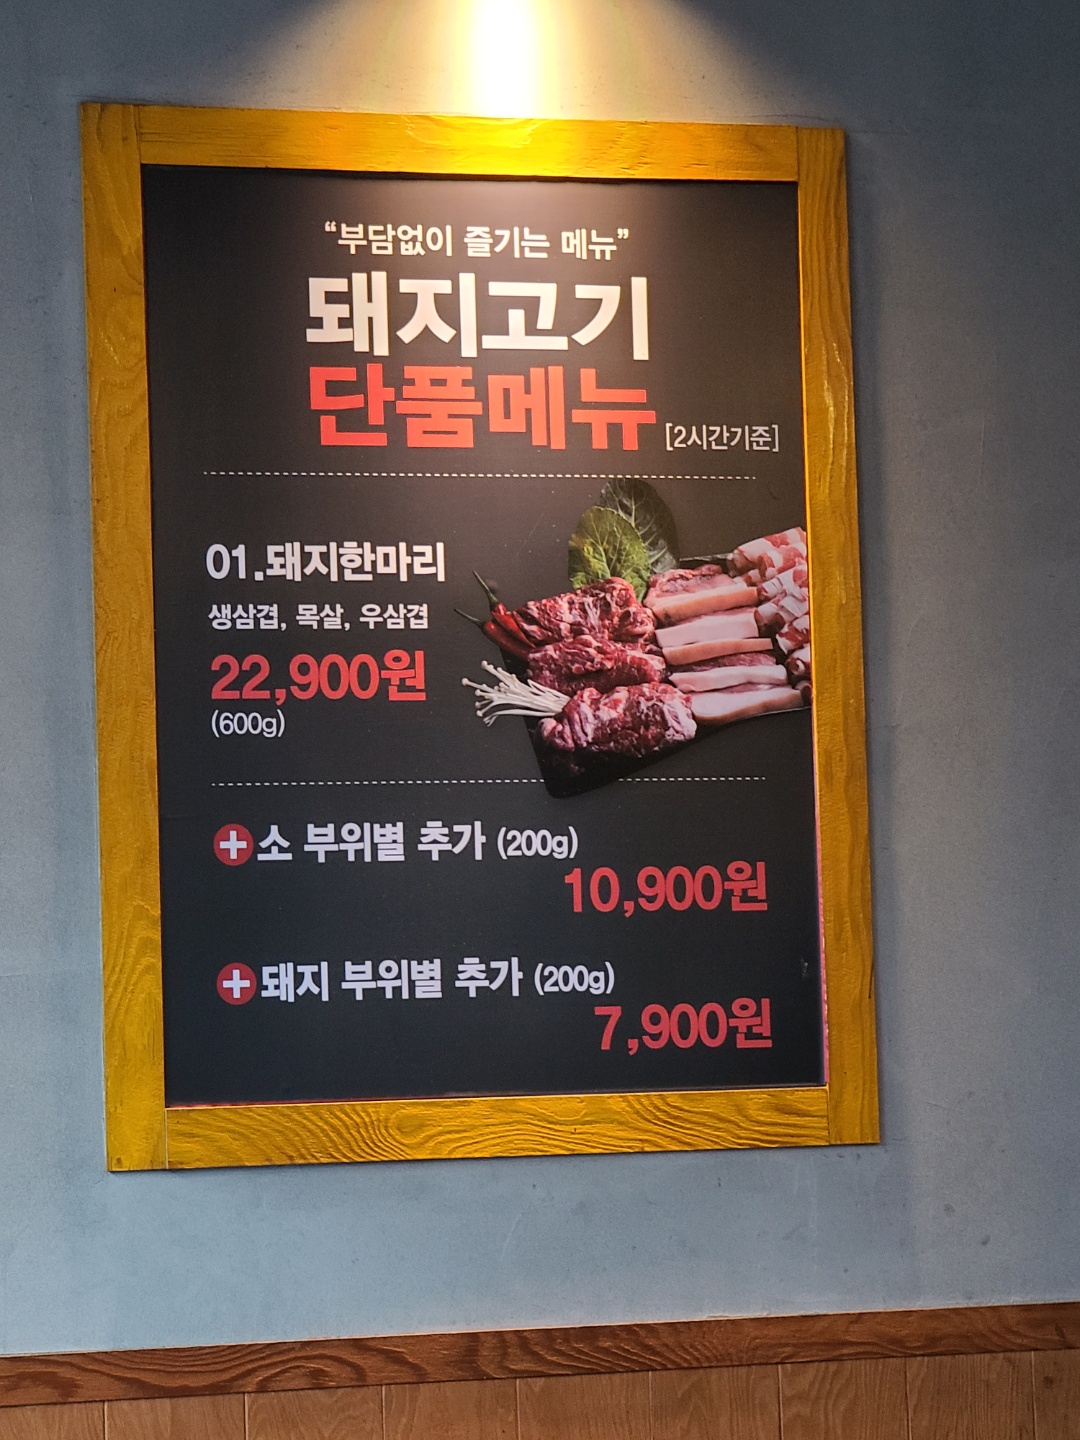 “부담없이 즐기는 메뉴”
돼지고기
단품메뉴 [2시간기준]
01.돼지한마리
생삼겹, 목살, 우삼겹
22,900원
(600g)
+소 부위별 추가 (200g)
10,900원
+돼지 부위별 추가 (200g)
7,900원